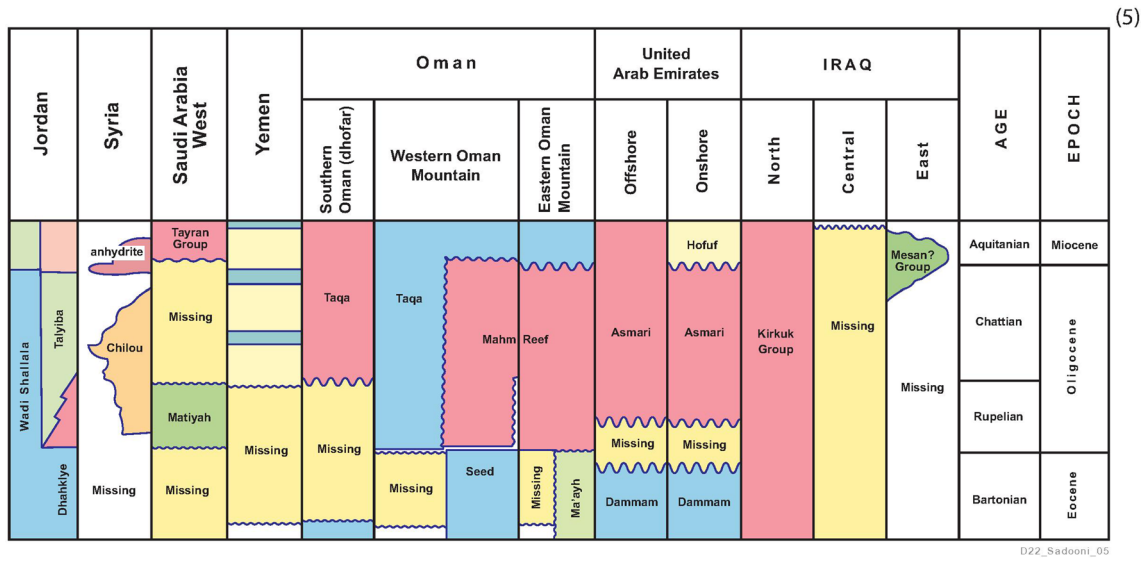 (5)
Jordan
Syria
Saudi Arabia
West
Yemen
Oman
Southern
Oman (dhofar)
Western Oman
Mountain
Eastern Oman
Mountain
United
Arab Emirates
Offshore
Onshore
IRAQ
North
Central
East
AGE
EPOCH
Wadi Shallala
Talyiba
Dhahkiye
anhydrite
Chilou
Missing
Tayran
Group
Missing
Matiyah
Missing
Missing
Taqa
Missing
Taqa
Missing
Mahm Reef
Seed
Missing
Ma'ayh
Asmari
Missing
Dammam
Hofuf
Asmari
Missing
Dammam
Kirkuk
Group
Missing
Mesan?
Group
Missing
Aquitanian
Chattian
Rupelian
Bartonian
Miocene
Oligocene
Eocene
D22_Sadooni_05